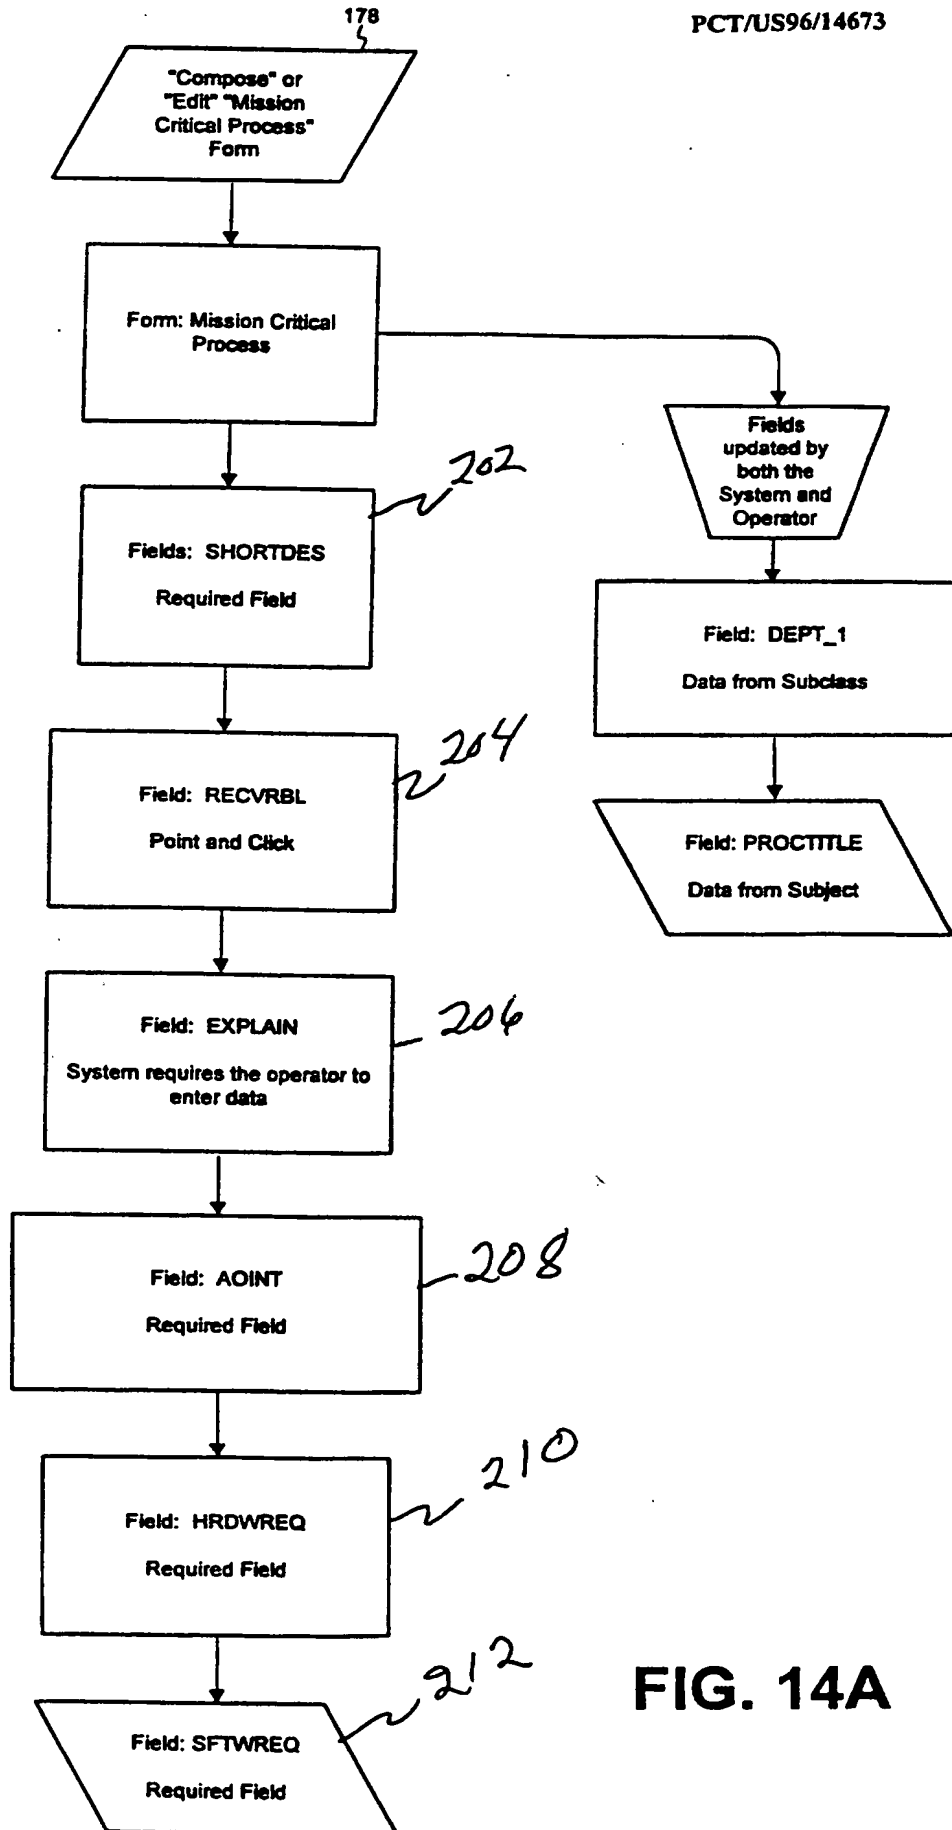 178
PCT/US96/14673
"Compose" or
"Edit" "Mission
Critical Process"
Form
Form: Mission Critical
Process
Fields
updated by
both the
System and
Operator
202
Fields: SHORTDES
Required Field
Field: DEPT_1
Data from Subclass
204
Field: RECVRBL
Point and Click
Field: PROCTITLE
Data from Subject
206
Field: EXPLAIN
System requires the operator to
enter data
208
Field: AOINT
Required Field
210
Field: HRDWREQ
Required Field
212
Field: SFTWREQ
Required Field
FIG. 14A